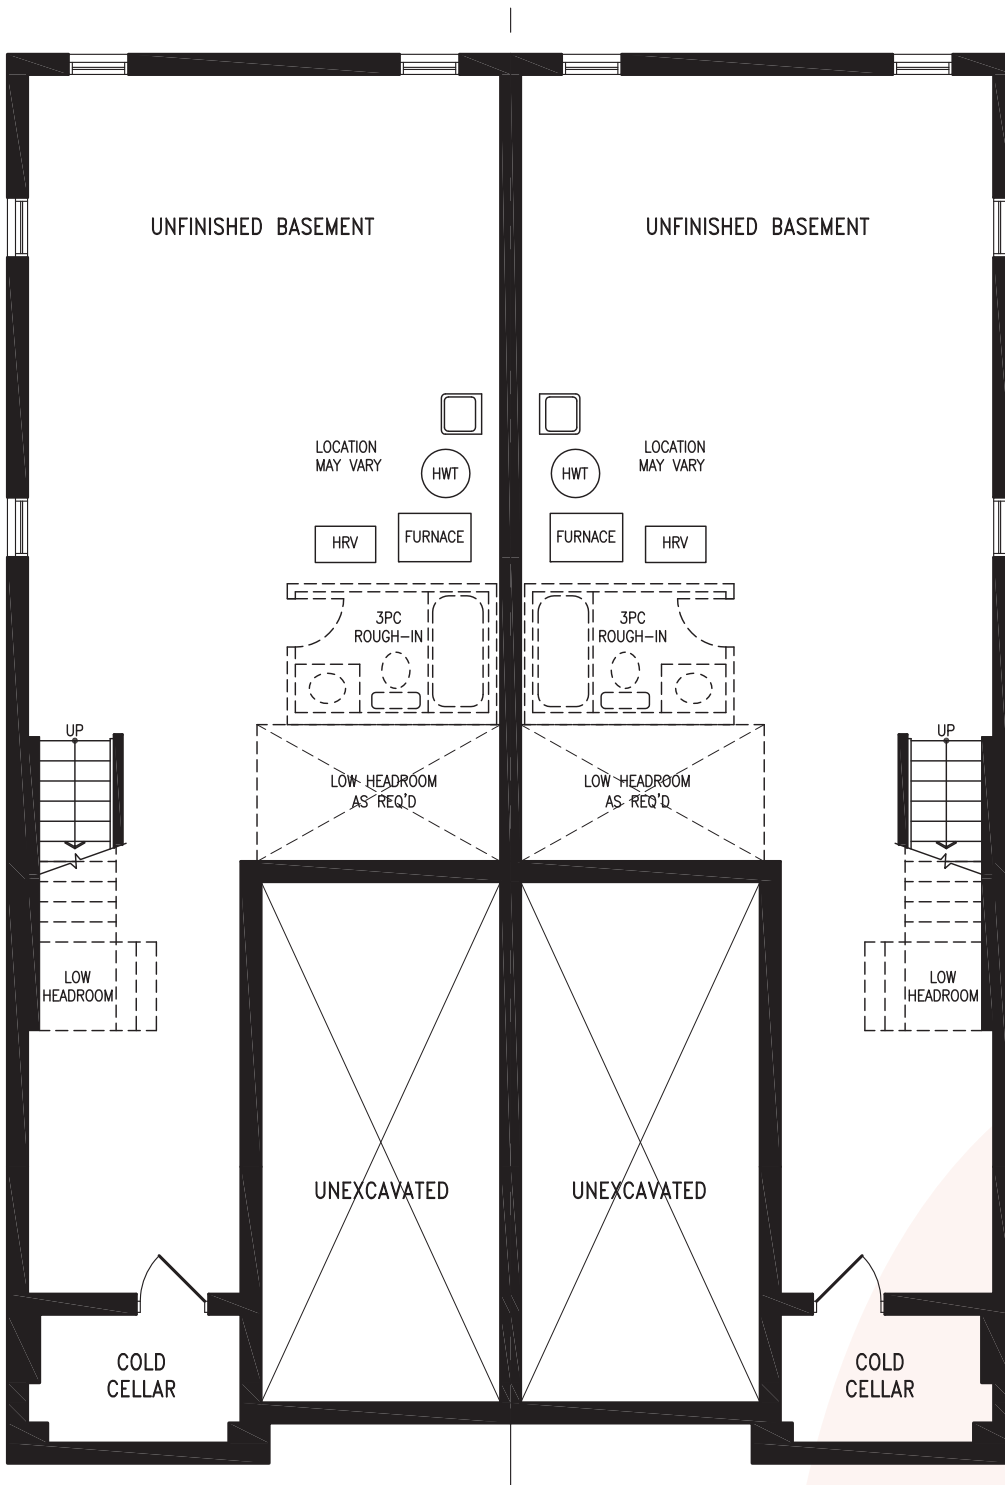 UNFINISHED BASEMENT
UNFINISHED BASEMENT
LOCATION
MAY VARY
LOCATION
MAY VARY
HWT
HWT
HRV
FURNACE
FURNACE
HRV
3PC
ROUGH-IN
3PC
ROUGH-IN
UP
UP
LOW HEADROOM
AS REQ'D
LOW HEADROOM
AS REQ'D
LOW
HEADROOM
LOW
HEADROOM
UNEXCAVATED
UNEXCAVATED
COLD
CELLAR
COLD
CELLAR